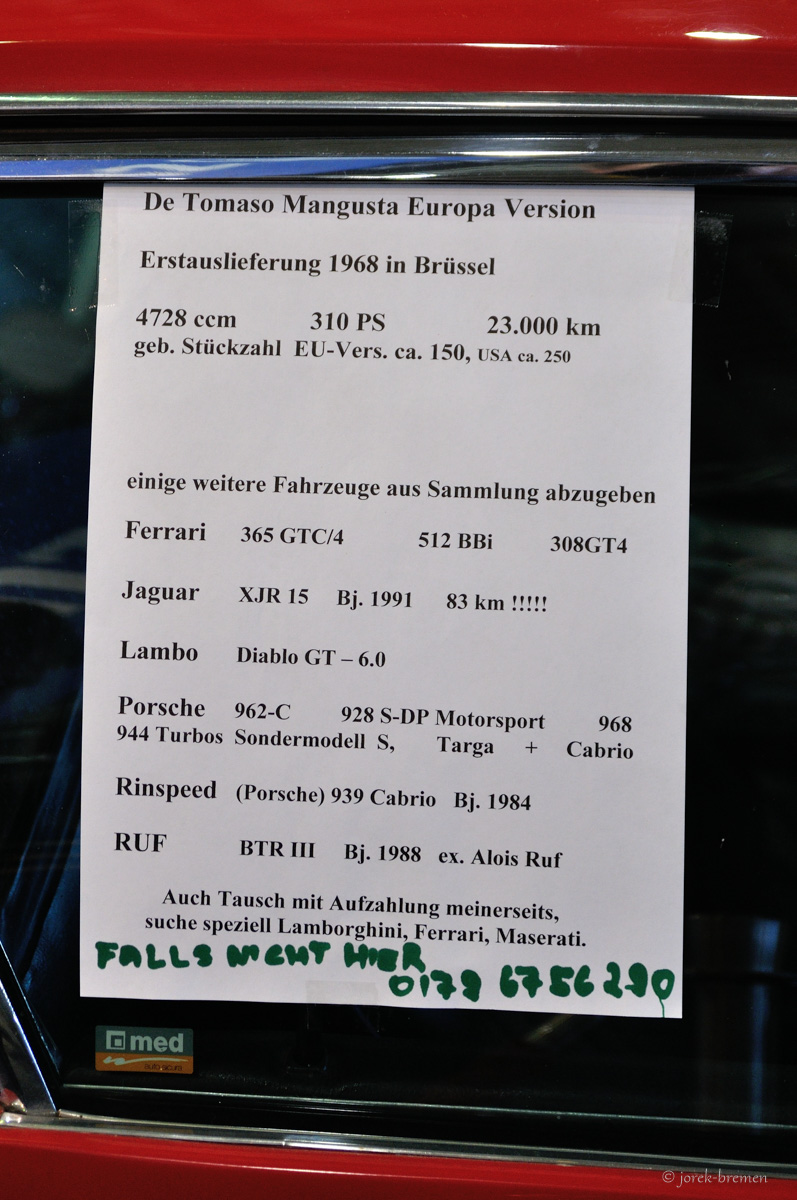 De Tomaso Mangusta Europa Version
Erstauslieferung 1968 in Brüssel
4728 ccm 310 PS 23.000 km
geb. Stückzahl EU-Vers. ca. 150, USA ca. 250
einige weitere Fahrzeuge aus Sammlung abzugeben
Ferrari 365 GTC/4 512 BBi 308GT4
Jaguar XJR 15 Bj. 1991 83 km !!!!!
Lambo Diablo GT – 6.0
Porsche 962-C 928 S-DP Motorsport 968
944 Turbos Sondermodell S, Targa + Cabrio
Rinspeed (Porsche) 939 Cabrio Bj. 1984
RUF BTR III Bj. 1988 ex. Alois Ruf
Auch Tausch mit Aufzahlung meinerseits,
suche speziell Lamborghini, Ferrari, Maserati.
FALLS NICHT HIER
0179 6756290
med
© jorek-bremen